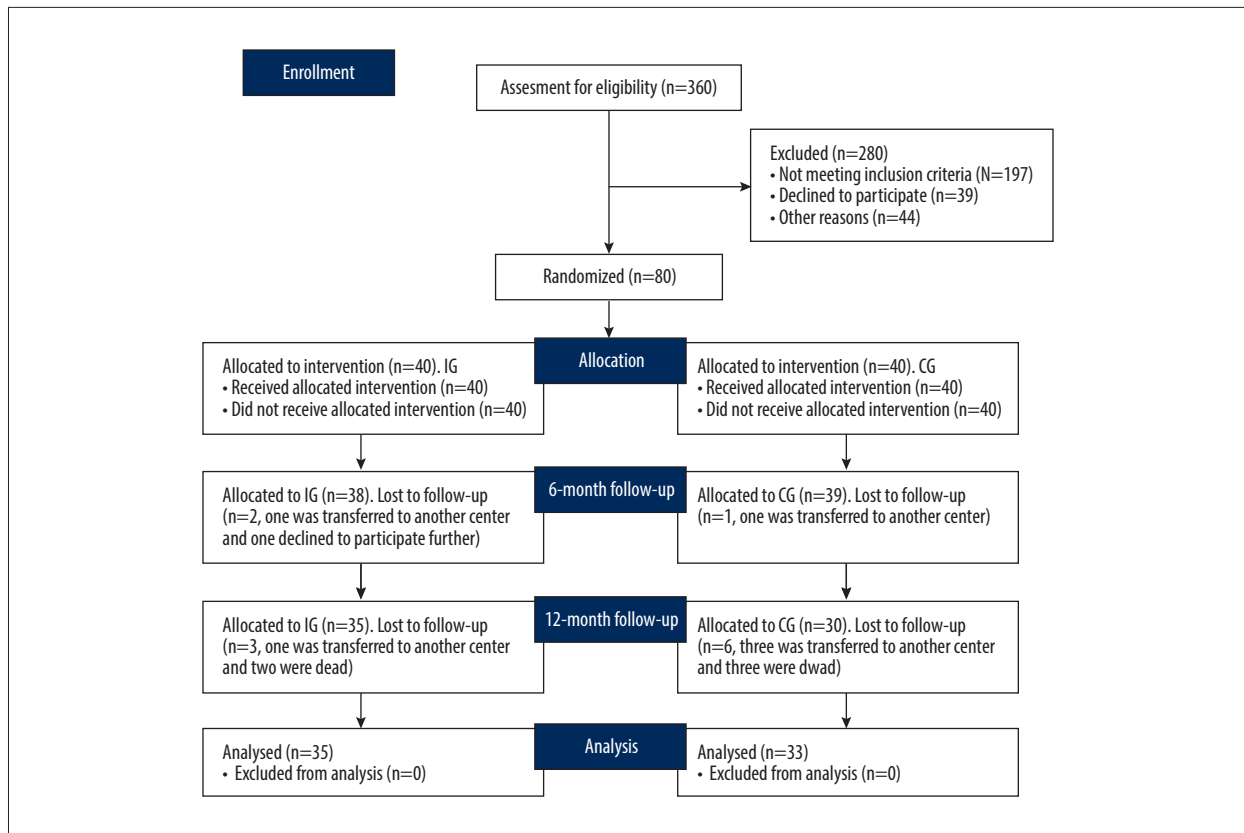 Enrollment
Assesment for eligibility (n=360)
Excluded (n=280)
• Not meeting inclusion criteria (N=197)
• Declined to participate (n=39)
• Other reasons (n=44)
Randomized (n=80)
Allocated to intervention (n=40). IG
• Received allocated intervention (n=40)
• Did not receive allocated intervention (n=40)
Allocation
Allocated to intervention (n=40). CG
• Received allocated intervention (n=40)
• Did not receive allocated intervention (n=40)
Allocated to IG (n=38). Lost to follow-up
(n=2, one was transferred to another center
and one declined to participate further)
6-month follow-up
Allocated to CG (n=39). Lost to follow-up
(n=1, one was transferred to another center)
Allocated to IG (n=35). Lost to follow-up
(n=3, one was transferred to another center
and two were dead)
12-month follow-up
Allocated to CG (n=30). Lost to follow-up
(n=6, three was transferred to another center
and three were dwad)
Analysed (n=35)
• Excluded from analysis (n=0)
Analysis
Analysed (n=33)
• Excluded from analysis (n=0)